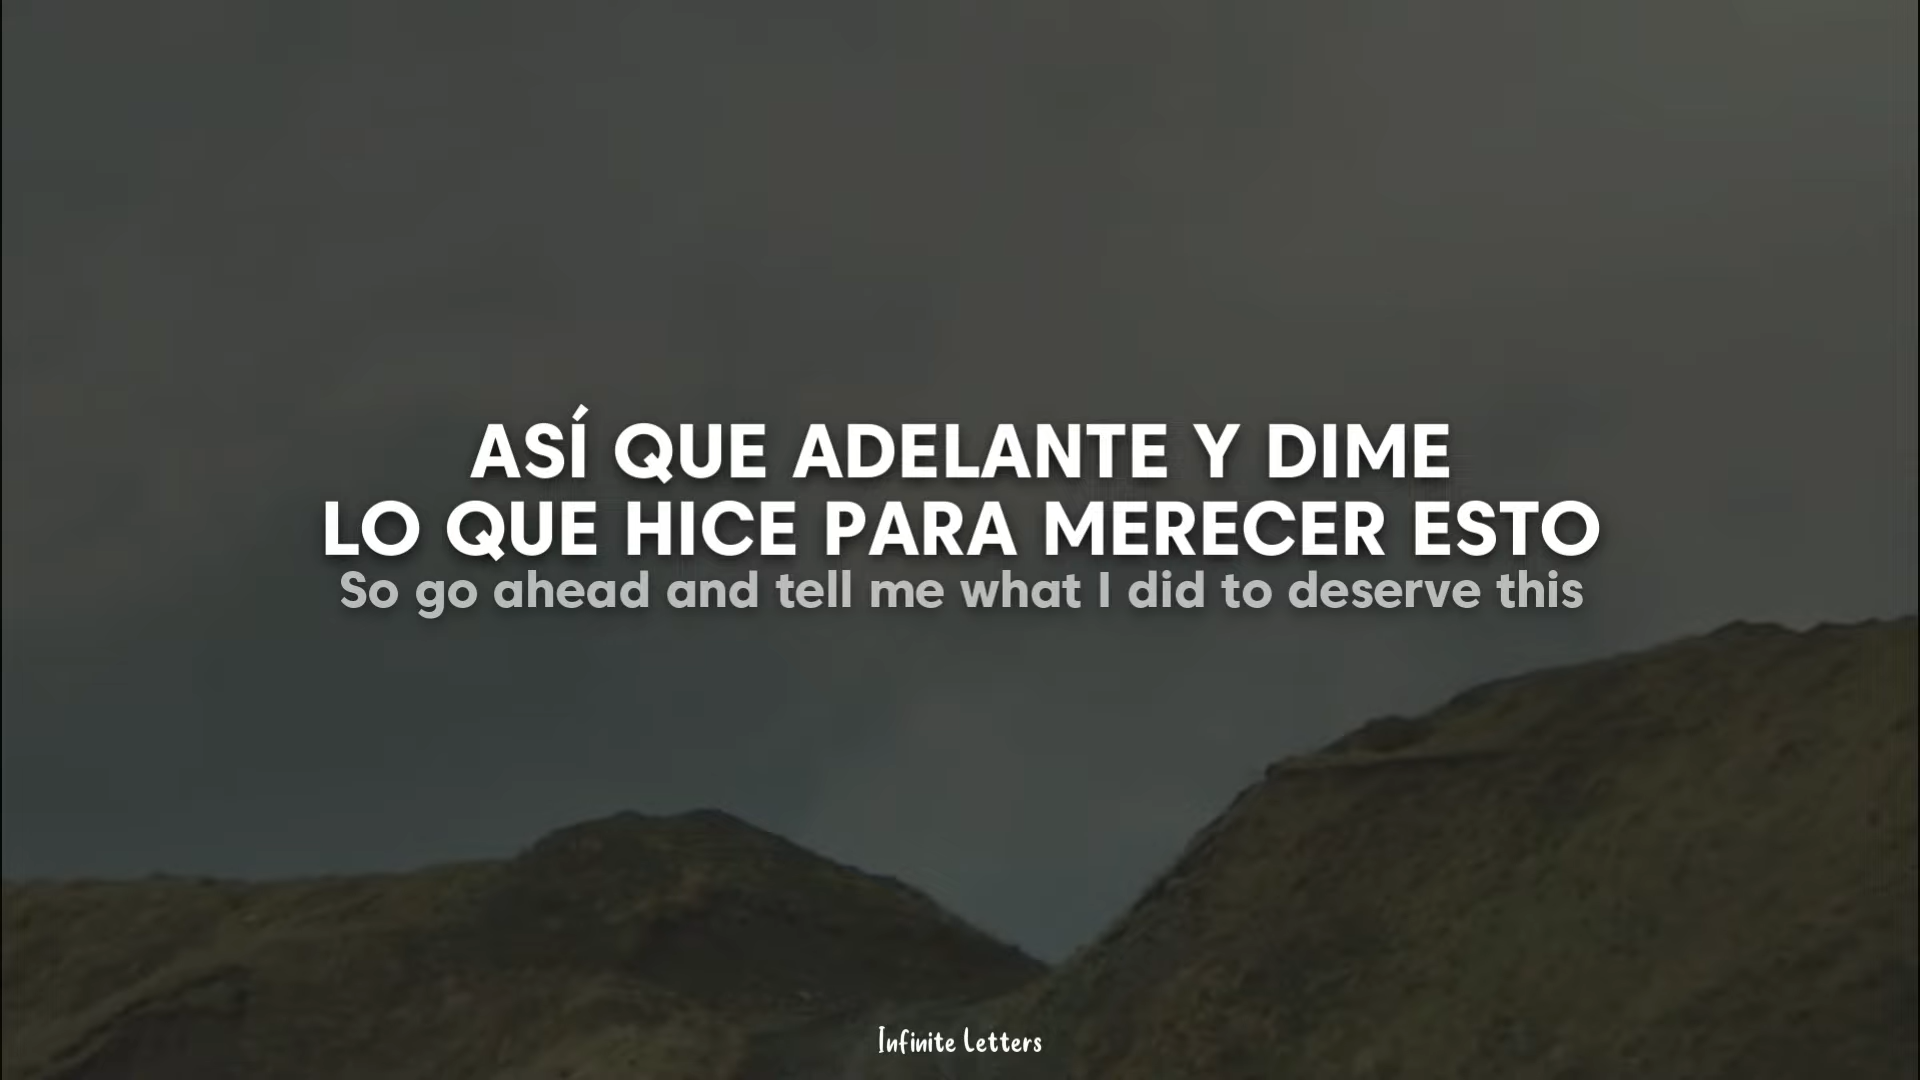 ASÍ QUE ADELANTE Y DIME
LO QUE HICE PARA MERECER ESTO
So go ahead and tell me what I did to deserve this
Infinite Letters